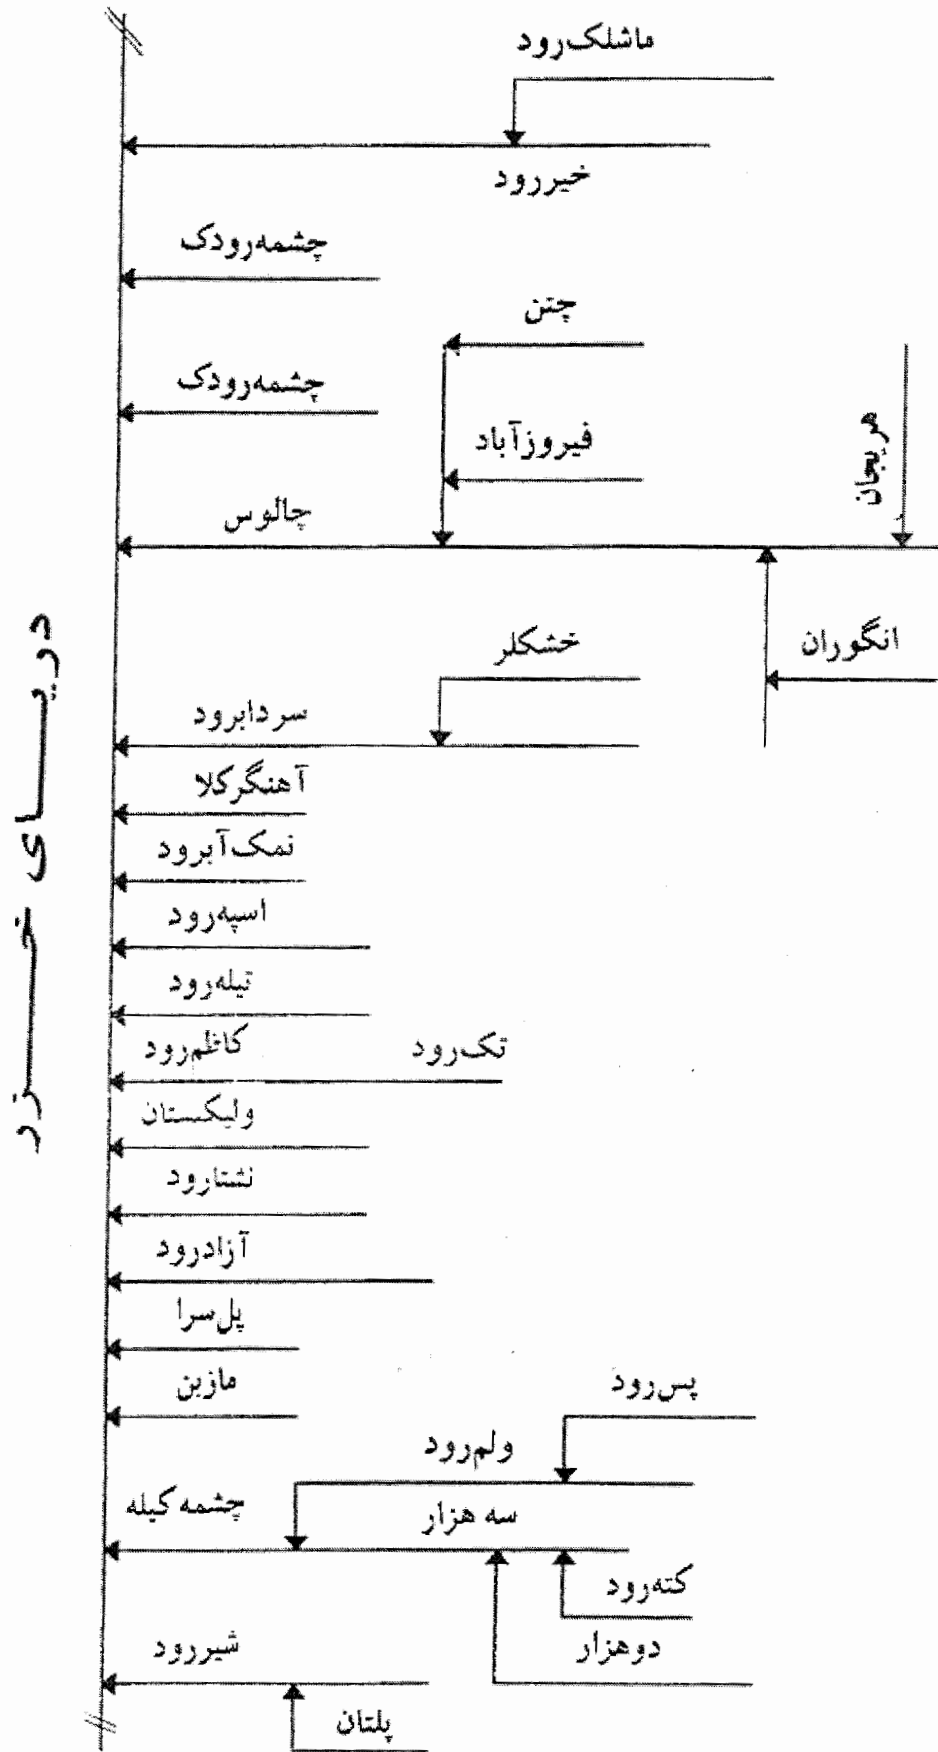 ماشلک‌رود
خیررود
چشمه‌رودک
چتن
چشمه‌رودک
فیروزآباد
هریجان
چالوس
انگوران
خشکلر
سردابرود
آهنگرکلا
نمک‌آبرود
اسپه‌رود
تیله‌رود
کاظم‌رود
تک‌رود
ولیکستان
نشتارود
آزادرود
پل‌سرا
مازبن
پس‌رود
ولم‌رود
چشمه کیله
سه هزار
کته‌رود
دوهزار
شیررود
پلتان
دریای خزر